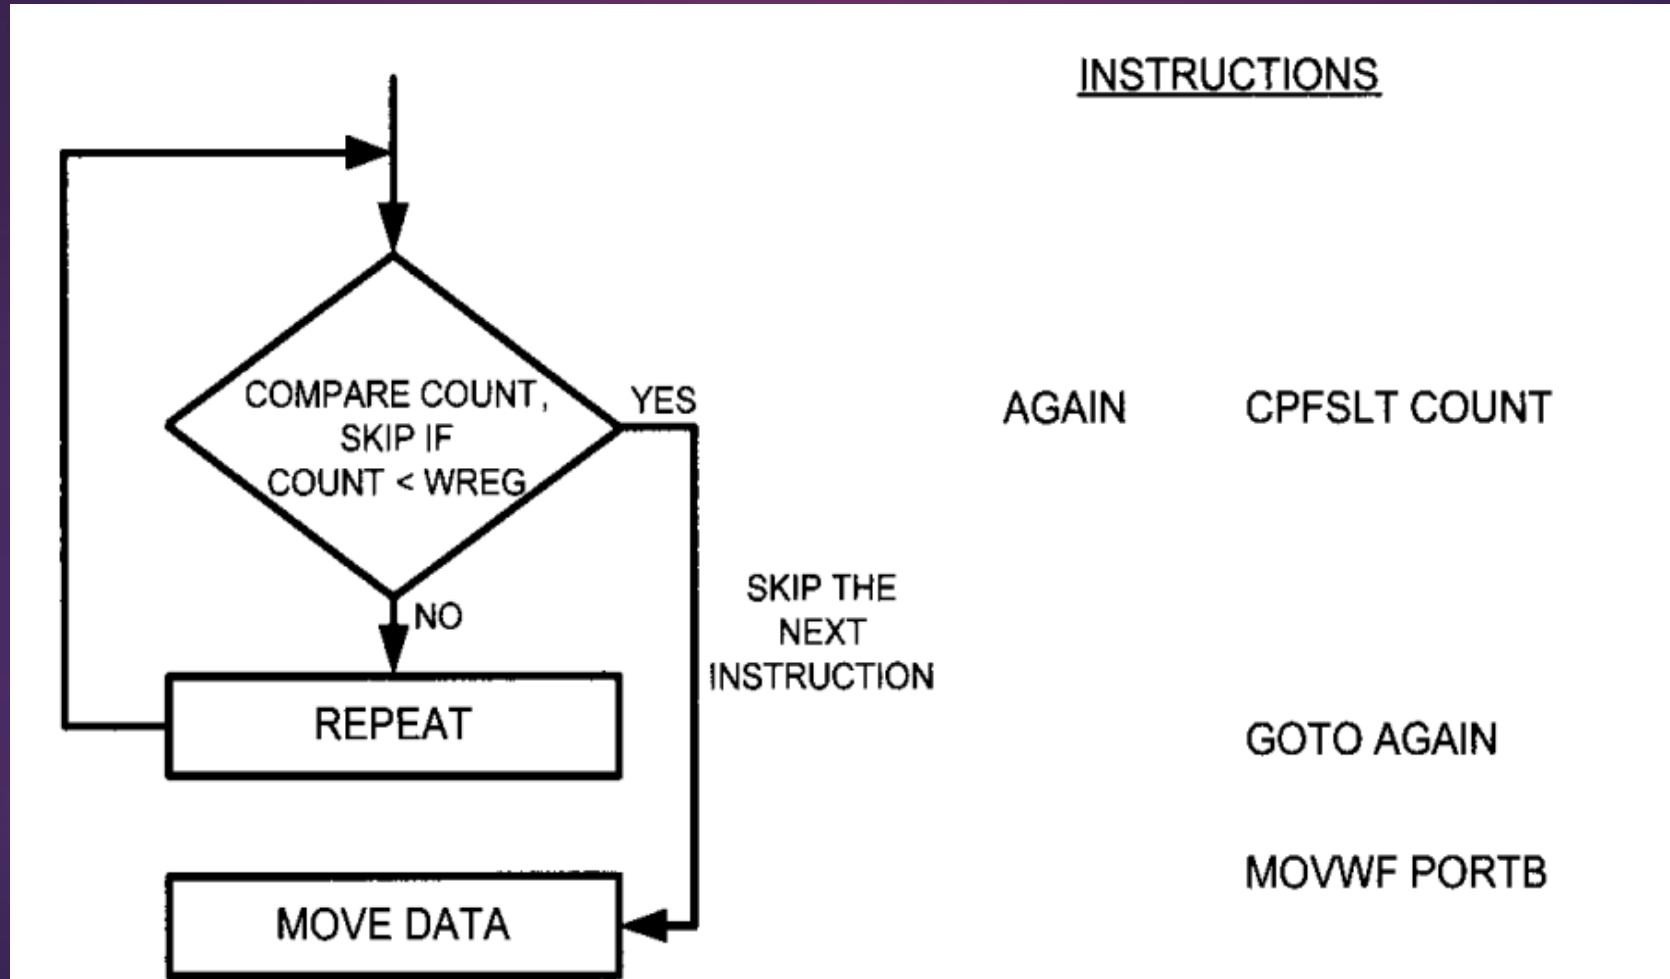 INSTRUCTIONS
COMPARE COUNT,
SKIP IF
COUNT < WREG
YES
AGAIN CPFSLT COUNT
NO
SKIP THE
NEXT
INSTRUCTION
REPEAT
GOTO AGAIN
MOVE DATA
MOVWF PORTB